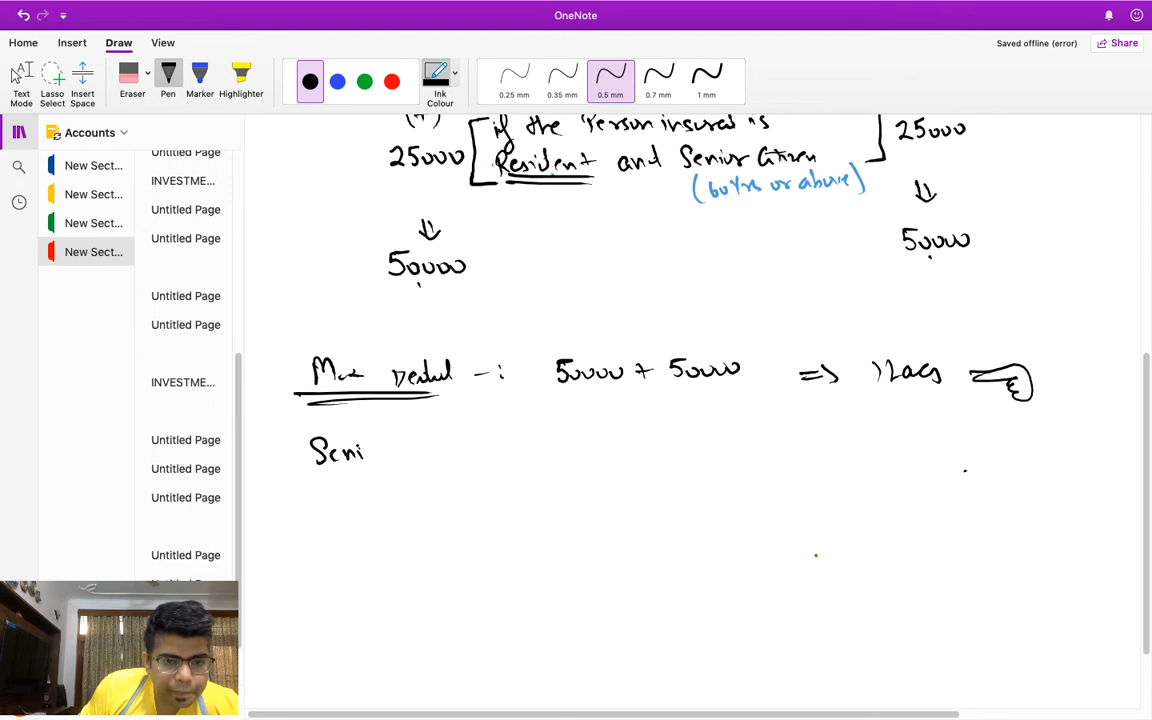 OneNote
Home Insert Draw View
Saved offline (error)
Share
Text Mode
Lasso Select
Insert Space
Eraser
Pen
Marker
Highlighter
Ink Colour
0.25 mm
0.35 mm
0.5 mm
0.7 mm
1 mm
Accounts
New Sect...
New Sect...
New Sect...
New Sect...
Untitled Page
INVESTME...
Untitled Page
Untitled Page
Untitled Page
Untitled Page
INVESTME...
Untitled Page
Untitled Page
Untitled Page
Untitled Page
if the Person insured is
25000 Resident and Senior Citizen 25000
(60 yrs or above)
50000 50000
Max -: 50000 + 50000 => 1 Lacs
Seni